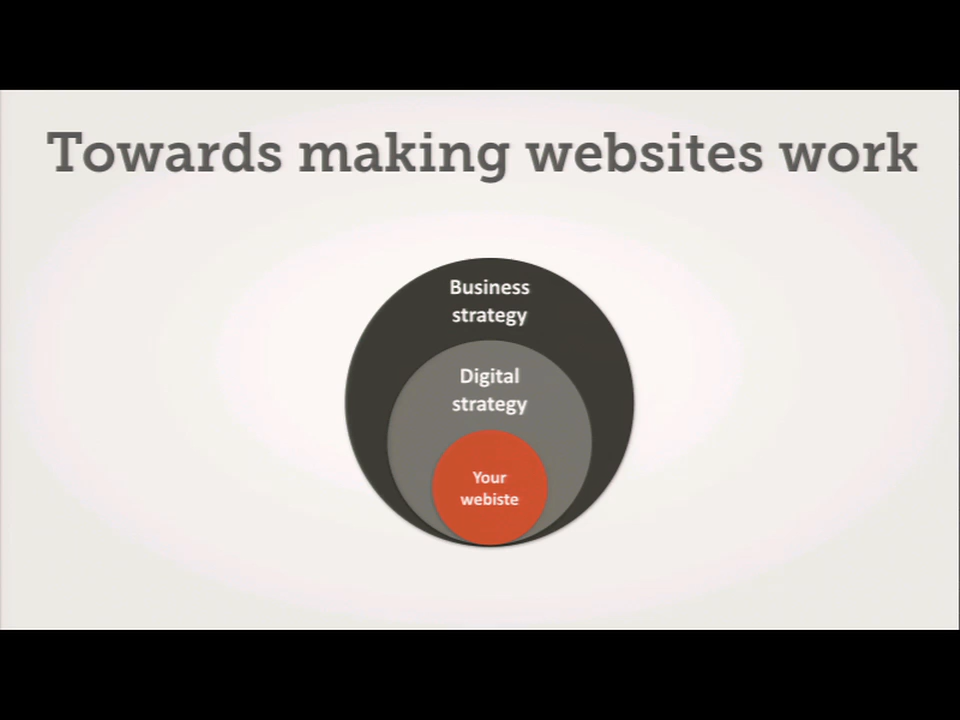 Towards making websites work
Business
strategy
Digital
strategy
Your
webiste